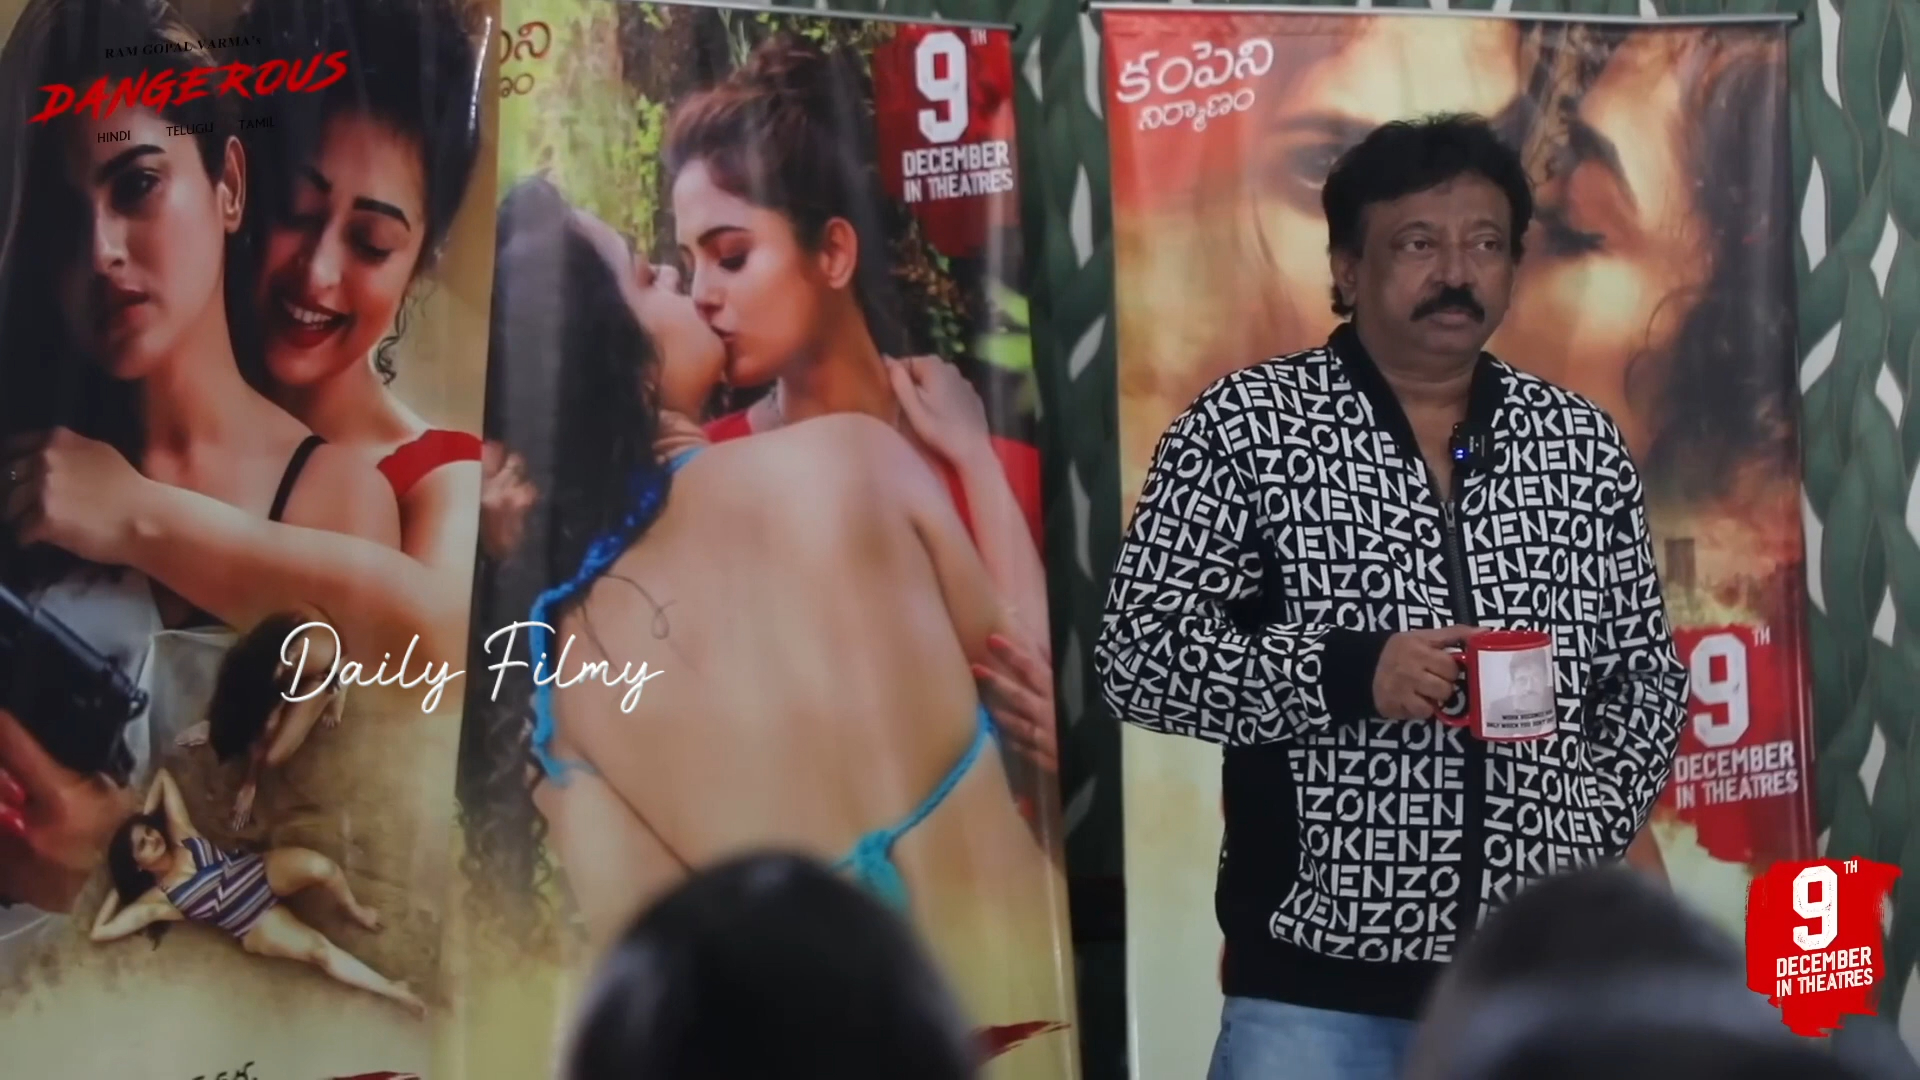 RAM GOPAL VARMA's
DANGEROUS
HINDI TELUGU TAMIL
9TH
DECEMBER
IN THEATRES
కంపెని
నిర్మాణం
Daily Filmy
KENZO
9TH
DECEMBER
IN THEATRES
9TH
DECEMBER
IN THEATRES